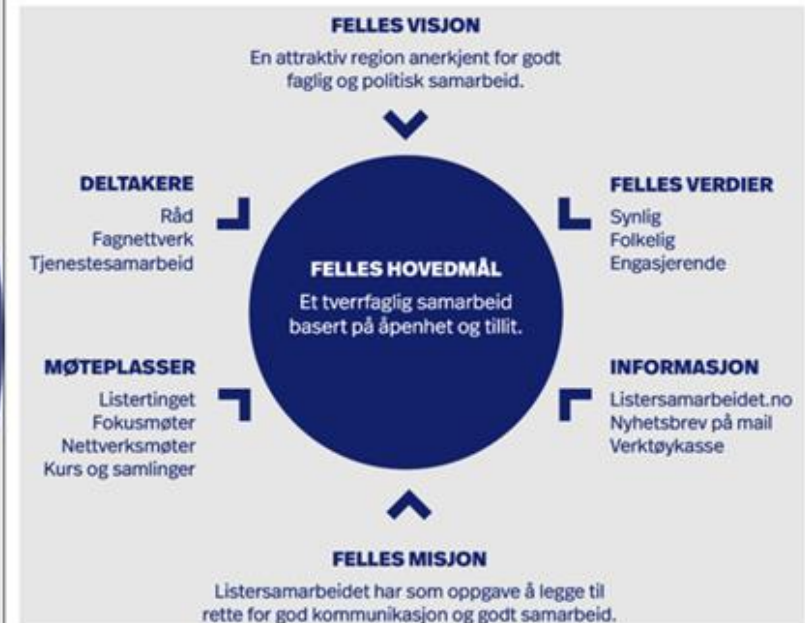 FELLES VISJON
En attraktiv region anerkjent for godt
faglig og politisk samarbeid.
DELTAKERE
Råd
Fagnettverk
Tjenestesamarbeid
FELLES VERDIER
Synlig
Folkelig
Engasjerende
FELLES HOVEDMÅL
Et tverrfaglig samarbeid
basert på åpenhet og tillit.
MØTEPLASSER
Listertinget
Fokusmøter
Nettverksmøter
Kurs og samlinger
INFORMASJON
Listersamarbeidet.no
Nyhetsbrev på mail
Verktøykasse
FELLES MISJON
Listersamarbeidet har som oppgave å legge til
rette for god kommunikasjon og godt samarbeid.